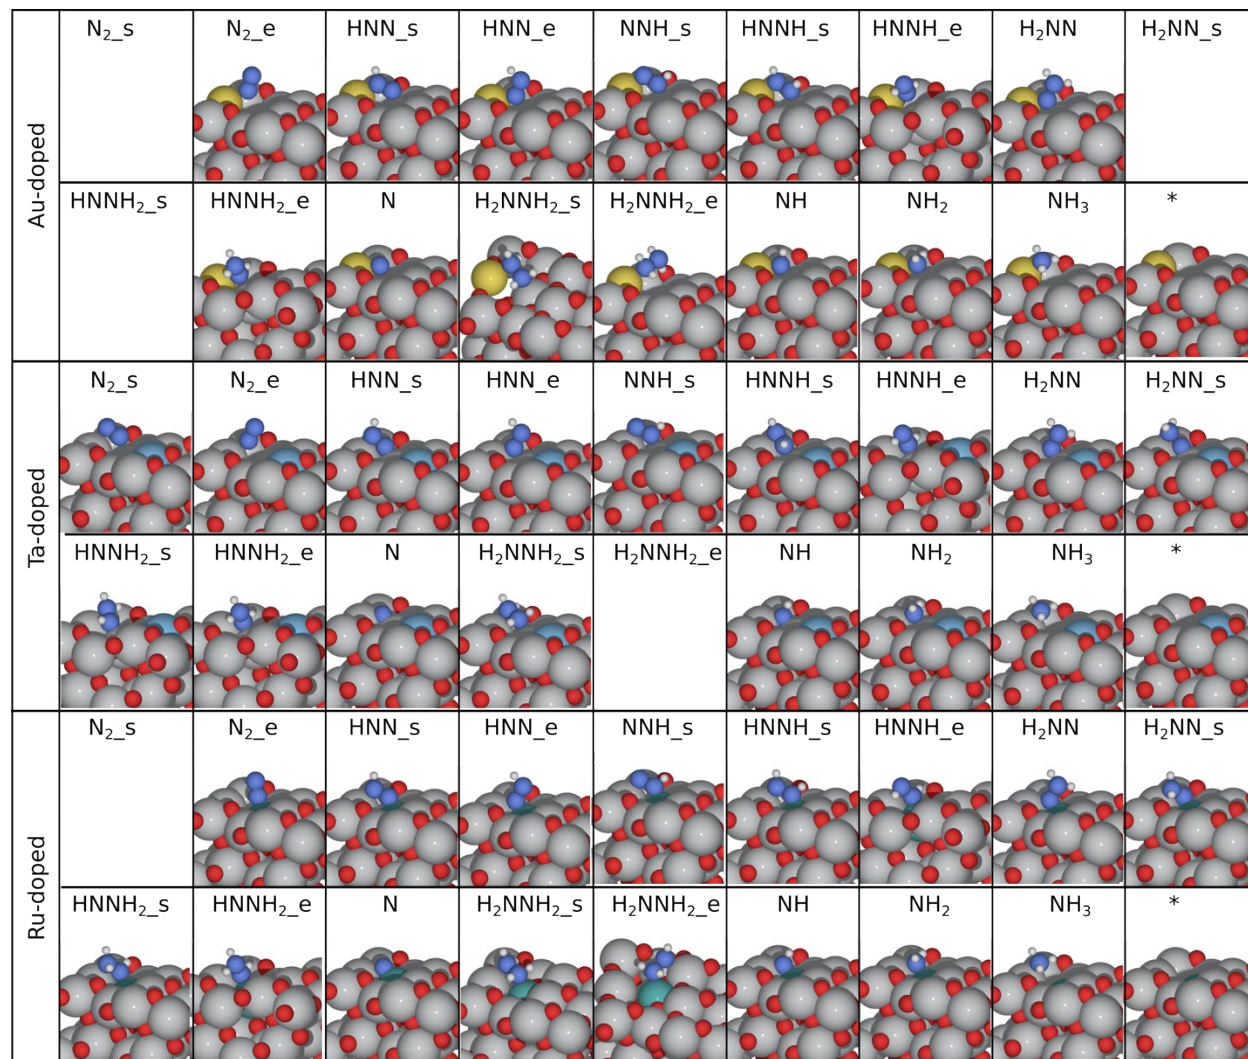 Au-doped
N₂_s N₂_e HNN_s HNN_e NNH_s HNNH_s HNNH_e H₂NN H₂NN_s
HNNH₂_s HNNH₂_e N H₂NNH₂_s H₂NNH₂_e NH NH₂ NH₃ *
Ta-doped
N₂_s N₂_e HNN_s HNN_e NNH_s HNNH_s HNNH_e H₂NN H₂NN_s
HNNH₂_s HNNH₂_e N H₂NNH₂_s H₂NNH₂_e NH NH₂ NH₃ *
Ru-doped
N₂_s N₂_e HNN_s HNN_e NNH_s HNNH_s HNNH_e H₂NN H₂NN_s
HNNH₂_s HNNH₂_e N H₂NNH₂_s H₂NNH₂_e NH NH₂ NH₃ *